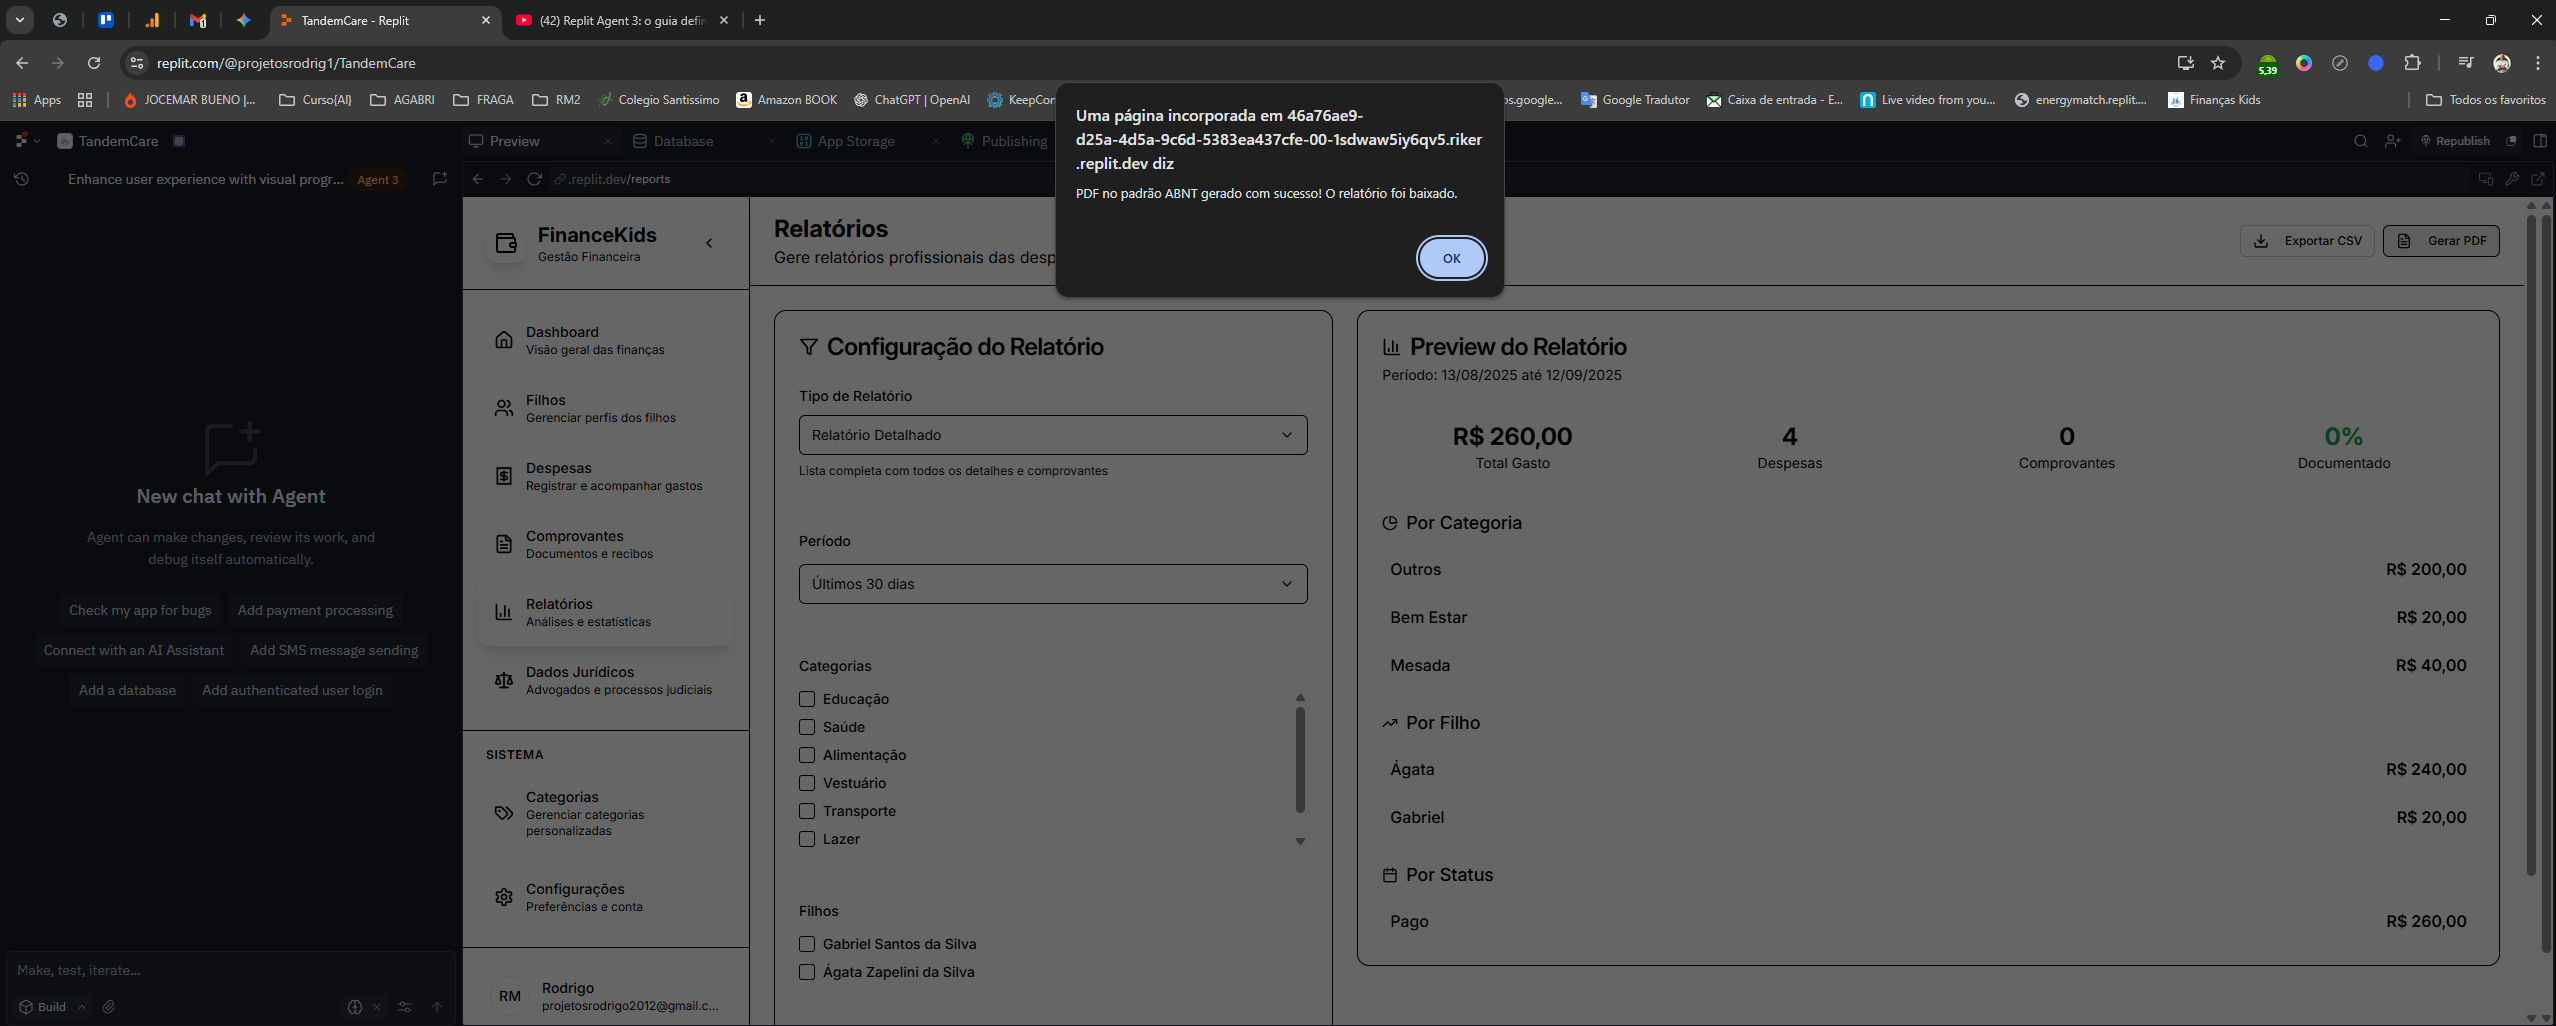 TandemCare - Replit
(42) Replit Agent 3: o guia defin
replit.com/@projetosrodrig1/TandemCare
5,39
Apps
JOCEMAR BUENO |...
Curso{AI}
AGABRI
FRAGA
RM2
Colegio Santissimo
Amazon BOOK
ChatGPT | OpenAI
KeepCon
os.google...
Google Tradutor
Caixa de entrada - E...
Live video from you...
energymatch.replit....
Finanças Kids
Todos os favoritos
Uma página incorporada em 46a76ae9-
d25a-4d5a-9c6d-5383ea437cfe-00-1sdwaw5iy6qv5.riker
.replit.dev diz
PDF no padrão ABNT gerado com sucesso! O relatório foi baixado.
OK
TandemCare
Preview
Database
App Storage
Publishing
Republish
Enhance user experience with visual progr...
Agent 3
.replit.dev/reports
New chat with Agent
Agent can make changes, review its work, and
debug itself automatically.
Check my app for bugs
Add payment processing
Connect with an AI Assistant
Add SMS message sending
Add a database
Add authenticated user login
Make, test, iterate...
Build
FinanceKids
Gestão Financeira
Dashboard
Visão geral das finanças
Filhos
Gerenciar perfis dos filhos
Despesas
Registrar e acompanhar gastos
Comprovantes
Documentos e recibos
Relatórios
Análises e estatísticas
Dados Jurídicos
Advogados e processos judiciais
SISTEMA
Categorias
Gerenciar categorias
personalizadas
Configurações
Preferências e conta
RM
Rodrigo
projetosrodrigo2012@gmail.c...
Relatórios
Gere relatórios profissionais das desp
Exportar CSV
Gerar PDF
Configuração do Relatório
Tipo de Relatório
Relatório Detalhado
Lista completa com todos os detalhes e comprovantes
Período
Últimos 30 dias
Categorias
Educação
Saúde
Alimentação
Vestuário
Transporte
Lazer
Filhos
Gabriel Santos da Silva
Ágata Zapelini da Silva
Preview do Relatório
Período: 13/08/2025 até 12/09/2025
R$ 260,00
Total Gasto
4
Despesas
0
Comprovantes
0%
Documentado
Por Categoria
Outros R$ 200,00
Bem Estar R$ 20,00
Mesada R$ 40,00
Por Filho
Ágata R$ 240,00
Gabriel R$ 20,00
Por Status
Pago R$ 260,00